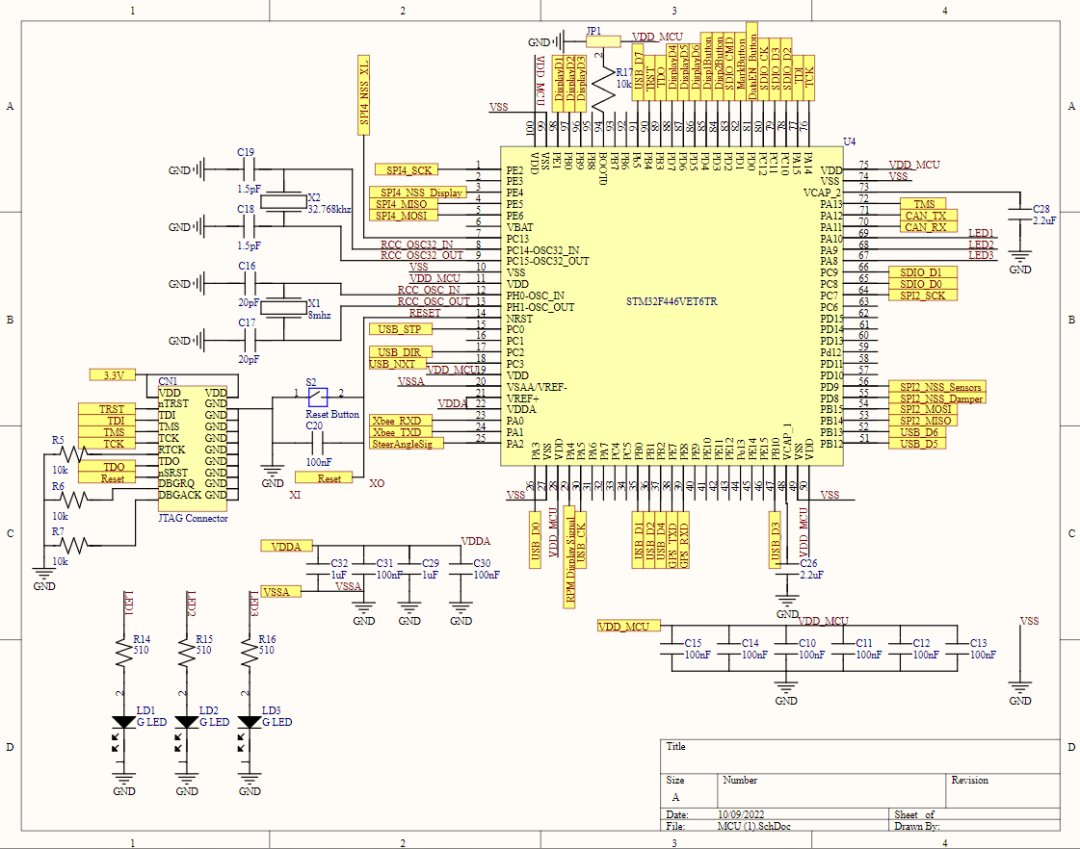 1
2
3
4
A
B
C
D
A
B
C
D
1
2
3
4
SPI4_NSS_XL
C19
1.5pF
GND
X2
32.768khz
C18
1.5pF
GND
C16
20pF
GND
X1
8mhz
C17
20pF
GND
GND
JP1
VDD_MCU
2
R17
10k
VDD_MCU
VSS
DisplayD1
DisplayD2
DisplayD3
USB_D7
TRST
TDO
DisplayD4
DisplayD5
DisplayD6
Disp1Button
Disp2Button
SDIO_CMD
MarkButton
DataEN_Button
SDIO_CK
SDIO_D3
SDIO_D2
TDI
TCK
100
99
98
97
96
95
94
93
92
91
90
89
88
87
86
85
84
83
82
81
80
79
78
77
76
VDD
VSS
PE1
PE0
PB9
PB8
BOOTD
PB7
PB6
PB4
PB3
PD7
PD6
PD5
PD4
PD3
PD2
PD1
PD0
PC12
PC11
PC10
PA15
PA14
U4
STM32F446VET6TR
SPI4_SCK 1 PE2
2 PE3
SPI4_NSS_Display 3 PE4
SPI4_MISO 4 PE5
SPI4_MOSI 5 PE6
6 VBAT
7 PC13
RCC_OSC32_IN 8 PC14-OSC32_IN
RCC_OSC32_OUT 9 PC15-OSC32_OUT
VSS 10 VSS
VDD_MCU 11 VDD
RCC_OSC_IN 12 PH0-OSC_IN
RCC_OSC_OUT 13 PH1-OSC_OUT
RESET 14 NRST
USB_STP 15 PC0
16 PC1
USB_DIR 17 PC2
USB_NXT 18 PC3
VDD_MCU 19 VDD
VSSA 20 VSAA/VREF-
21 VREF+
VDDA 22 VDDA
Xbee_RXD 23 PA0
Xbee_TXD 24 PA1
SteerAngleSig 25 PA2
VDD 75 VDD_MCU
VSS 74 VSS
VCAP_2 73
PA13 72 TMS
PA12 71 CAN_TX
PA11 70 CAN_RX
PA10 69 LED1
PA9 68 LED2
PA8 67 LED3
PC9 66 SDIO_D1
PC8 65 SDIO_D0
PC7 64 SPI2_SCK
PC6 63
PD15 62
PD14 61
PD13 60
Pd12 59
PD11 58
PD10 57
PD9 56 SPI2_NSS_Sensors
PD8 55 SPI2_NSS_Damper
PB15 54 SPI2_MOSI
PB14 53 SPI2_MISO
PB13 52 USB_D6
PB12 51 USB_D5
C28
2.2uF
GND
PA3
VSS
VDD
PA4
PA5
PA6
PA7
PC4
PC5
PB0
PB1
PB2
PE7
PE8
PE9
PE10
PE11
PE12
Pe13
PE14
PE15
PB10
VCAP_1
VSS
VDD
26
27
28
29
30
31
32
33
34
35
36
37
38
39
40
41
42
43
44
45
46
47
48
49
50
VSS
VSS
USB_D0
VDD_MCU
RPM Display Signal
USB_CK
USB_D1
USB_D2
USB_D4
GPS_TXD
GPS_RXD
USB_D3
VDD_MCU
C26
2.2uF
GND
3.3V
CN1
VDD VDD
TRST nTRST GND
TDI TDI GND
TMS TMS GND
TCK TCK GND
RTCK GND
TDO TDO GND
Reset nSRST GND
DBGRQ GND
DBGACK GND
JTAG Connector
R5
10k
R6
10k
R7
10k
GND
S2
1
2
Reset Button
C20
100nF
GND
Reset
XI
XO
VDDA
VDDA
C32
1uF
C31
100nF
C29
1uF
C30
100nF
VSSA
VSSA
GND
GND
GND
LED1
LED2
LED3
R14
510
R15
510
R16
510
2
2
2
LD1
G LED
LD2
G LED
LD3
G LED
1
1
1
GND
GND
GND
VDD_MCU
VDD_MCU
C15
100nF
C14
100nF
C10
100nF
C11
100nF
C12
100nF
C13
100nF
GND
VSS
GND
Title
Size
A
Number
Revision
Date: 10/09/2022
Sheet of
File: MCU (1).SchDoc
Drawn By: